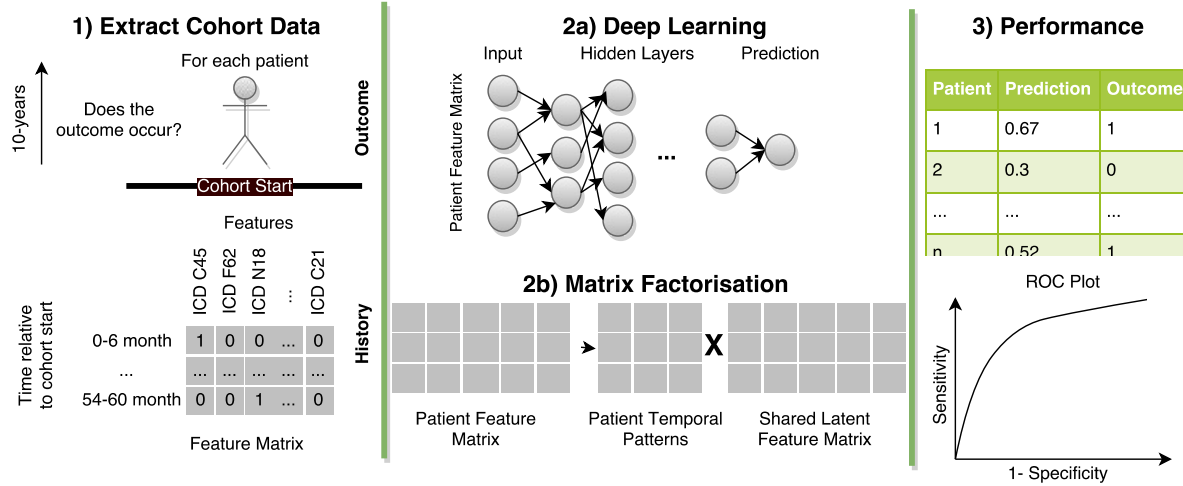 1) Extract Cohort Data
For each patient
10-years
Does the
outcome occur?
Outcome
Cohort Start
Features
ICD C45
ICD F62
ICD N18
...
ICD C21
Time relative
to cohort start
0-6 month 1 0 0 ... 0
... ... ... ... ... ...
54-60 month 0 0 1 ... 0
Feature Matrix
History
2a) Deep Learning
Input Hidden Layers Prediction
Patient Feature Matrix
...
2b) Matrix Factorisation
X
Patient Feature
Matrix
Patient Temporal
Patterns
Shared Latent
Feature Matrix
3) Performance
Patient Prediction Outcome
1 0.67 1
2 0.3 0
... ... ...
n 0.52 1
ROC Plot
Sensitivity
1- Specificity